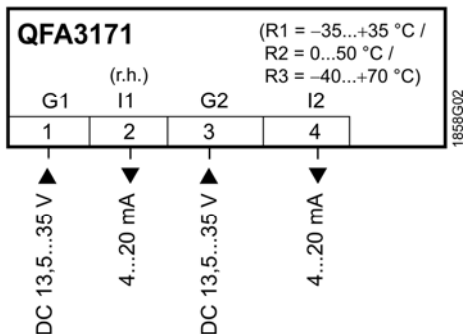 QFA3171 (R1 = –35...+35 °C /
R2 = 0...50 °C /
(r.h.) R3 = –40...+70 °C)
G1 I1 G2 I2
1 2 3 4
DC 13,5...35 V
4...20 mA
DC 13,5...35 V
4...20 mA
1858G02